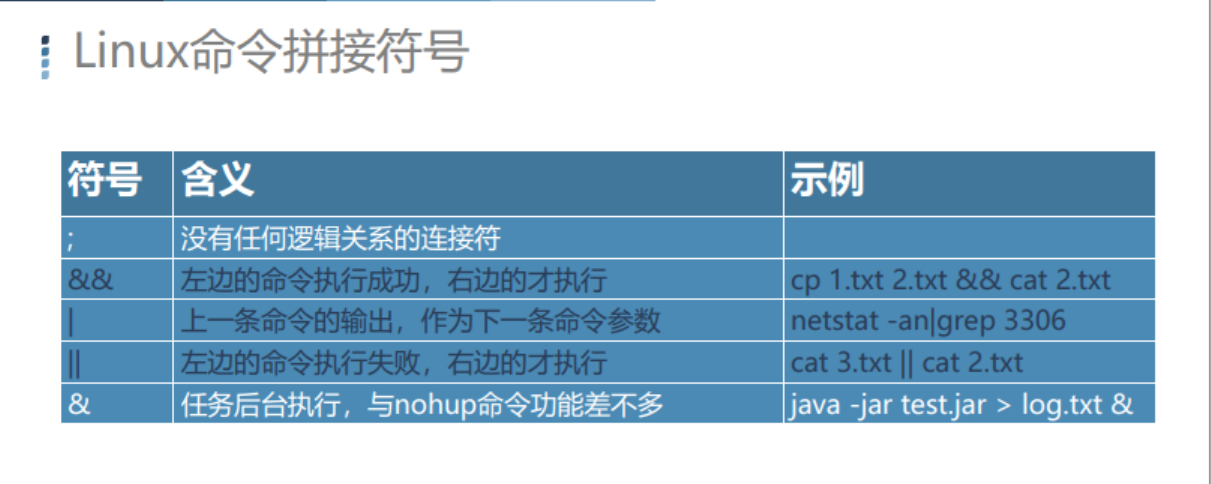 Linux命令拼接符号
符号 含义 示例
; 没有任何逻辑关系的连接符
&& 左边的命令执行成功，右边的才执行 cp 1.txt 2.txt && cat 2.txt
| 上一条命令的输出，作为下一条命令参数 netstat -an|grep 3306
|| 左边的命令执行失败，右边的才执行 cat 3.txt || cat 2.txt
& 任务后台执行，与nohup命令功能差不多 java -jar test.jar > log.txt &